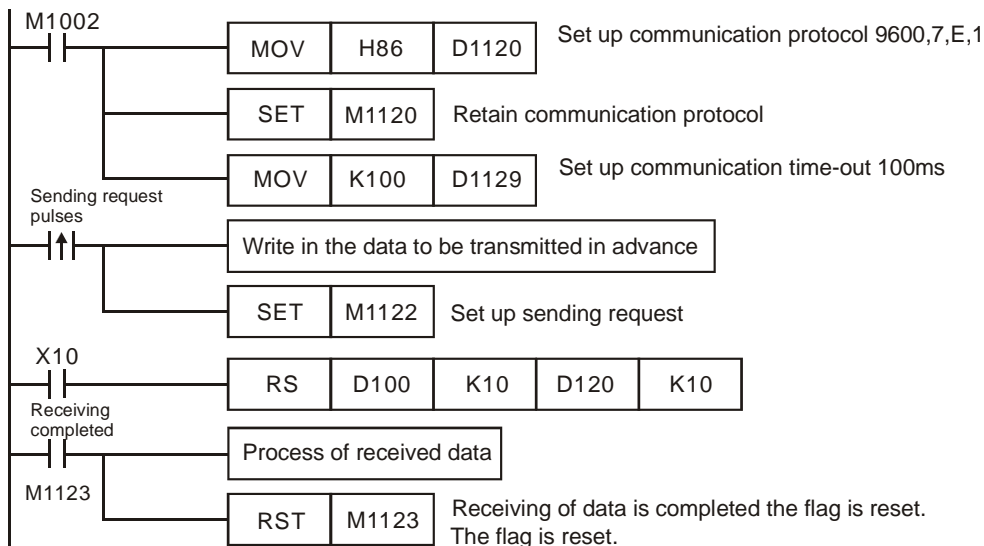 M1002
MOV H86 D1120 Set up communication protocol 9600,7,E,1
SET M1120 Retain communication protocol
MOV K100 D1129 Set up communication time-out 100ms
Sending request
pulses
Write in the data to be transmitted in advance
SET M1122 Set up sending request
X10
RS D100 K10 D120 K10
Receiving
completed
Process of received data
M1123
RST M1123 Receiving of data is completed the flag is reset.
The flag is reset.